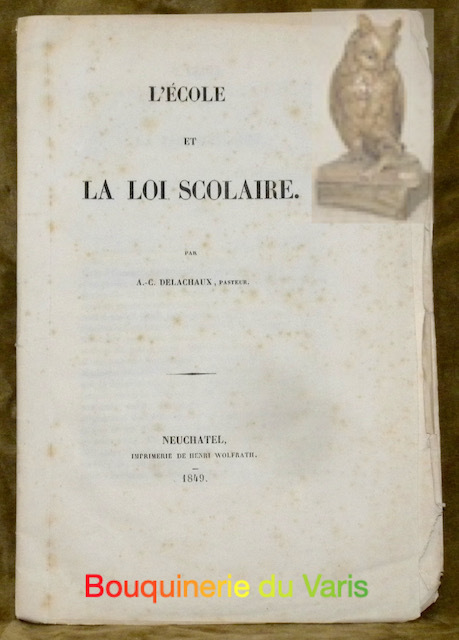 L'ÉCOLE
ET
LA LOI SCOLAIRE.
PAR
A.-C. DELACHAUX, PASTEUR.
NEUCHATEL,
IMPRIMERIE DE HENRI WOLFRATH.
1849.
Bouquinerie du Varis